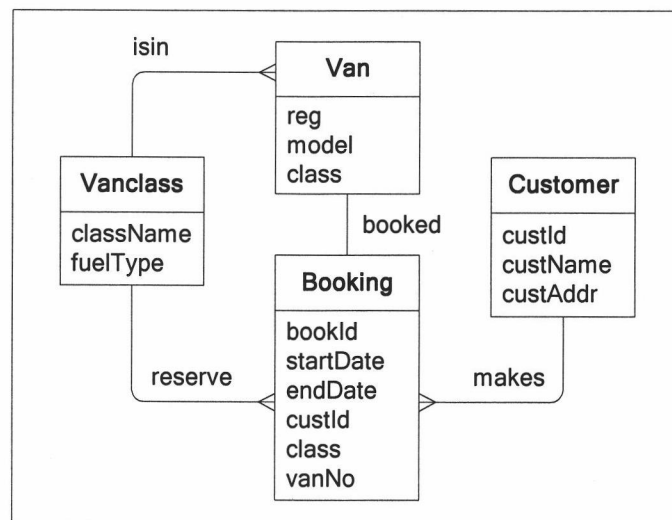 isin
Van
reg
model
class
Vanclass
className
fuelType
Customer
custId
custName
custAddr
booked
Booking
bookId
startDate
endDate
custId
class
vanNo
reserve
makes